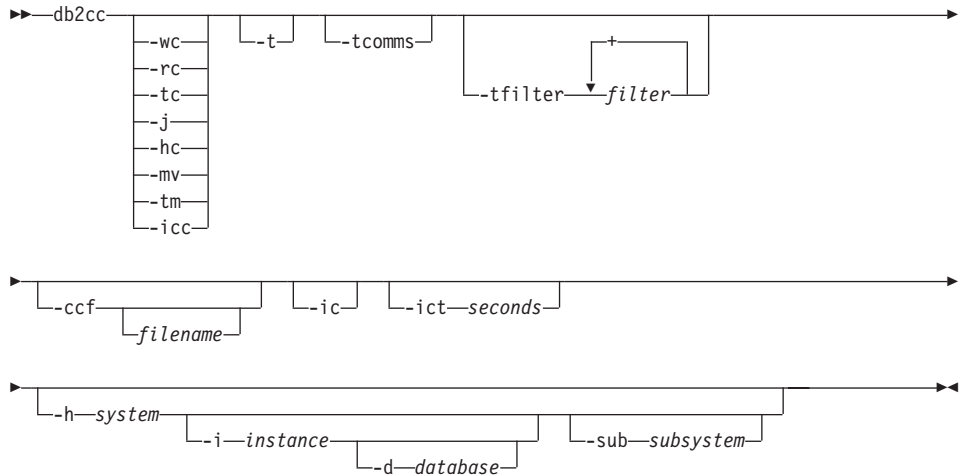 db2cc
-wc -t -tcomms
-rc +
-tc -tfilter filter
-j
-hc
-mv
-tm
-icc
-ccf -ic -ict seconds
filename
-h system
-i instance -sub subsystem
-d database